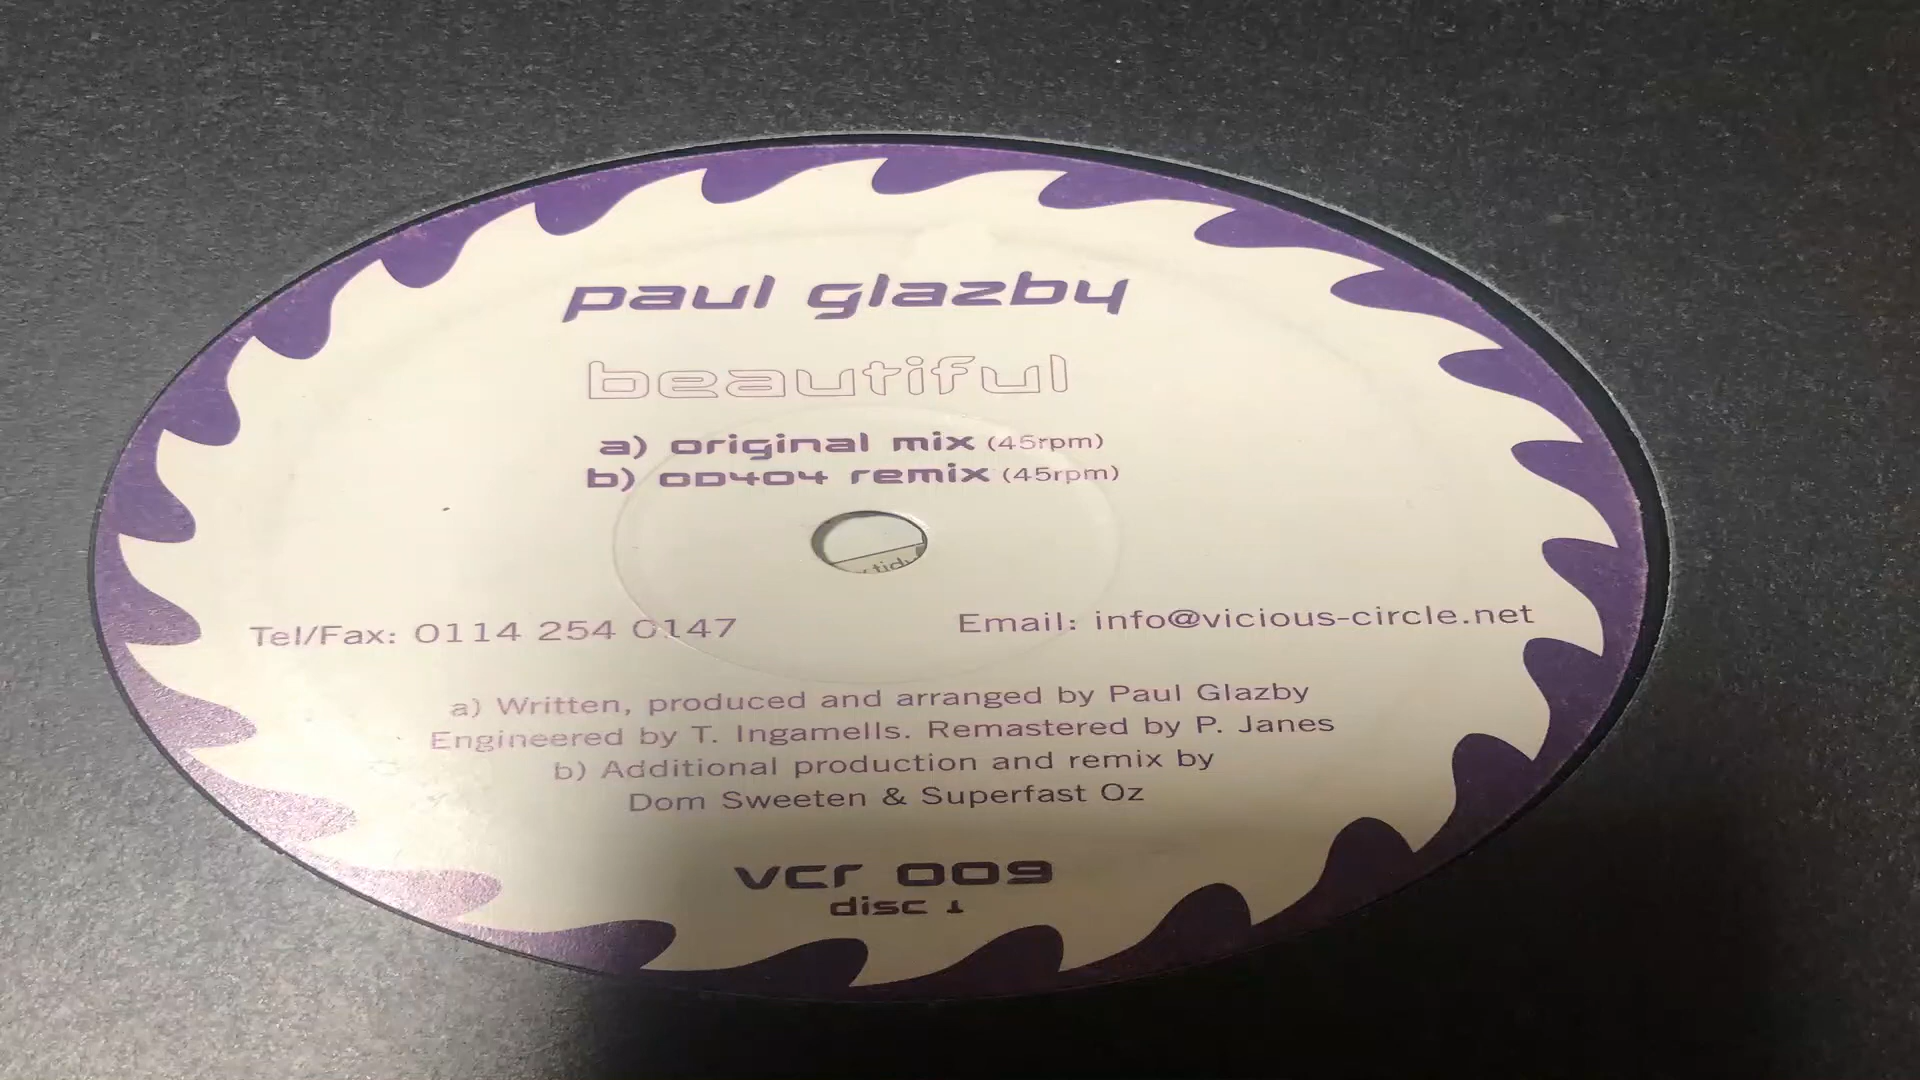 paul glazby
beautiful
a) original mix (45rpm)
b) OD404 remix (45rpm)
Tel/Fax: 0114 254 0147
Email: info@vicious-circle.net
a) Written, produced and arranged by Paul Glazby
Engineered by T. Ingamells. Remastered by P. Janes
b) Additional production and remix by
Dom Sweeten & Superfast Oz
vcr 009
disc 1